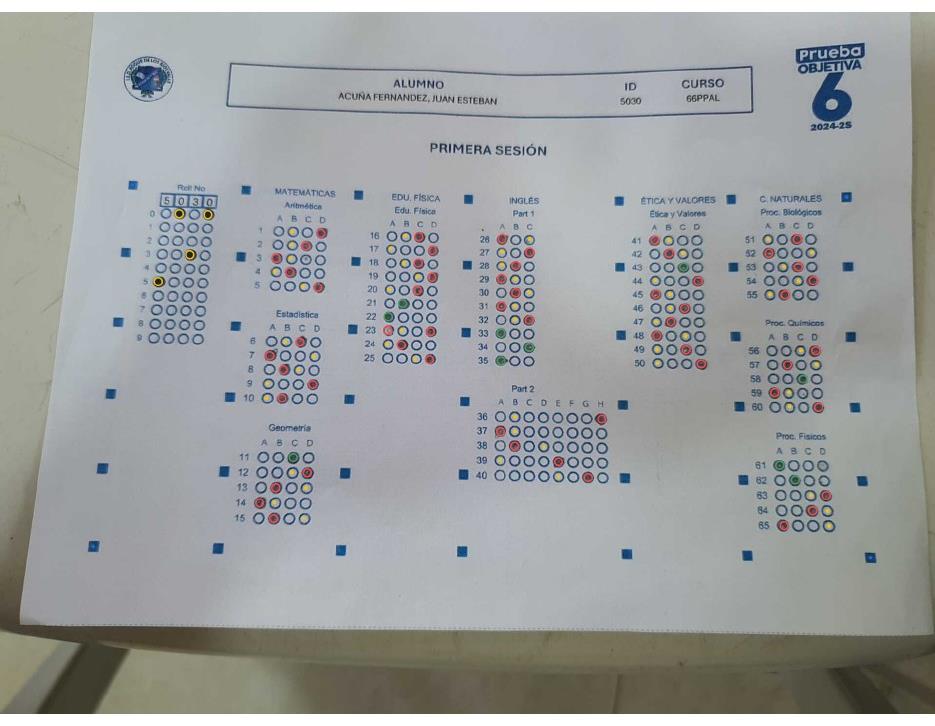 I.E.D. ROQUE DE LOS
Prueba
OBJETIVA
6
2024-2S
ALUMNO ID CURSO
ACUÑA FERNANDEZ, JUAN ESTEBAN 5030 66PPAL
PRIMERA SESIÓN
Roll No
5 0 3 0
0
1
2
3
4
5
6
7
8
9
MATEMÁTICAS
Aritmética
A B C D
1
2
3
4
5
Estadística
A B C D
6
7
8
9
10
Geometría
A B C D
11
12
13
14
15
EDU. FÍSICA
Edu. Física
A B C D
16
17
18
19
20
21
22
23
24
25
INGLÉS
Part 1
A B C
26
27
28
29
30
31
32
33
34
35
Part 2
A B C D E F G H
36
37
38
39
40
ÉTICA Y VALORES
Ética y Valores
A B C D
41
42
43
44
45
46
47
48
49
50
C. NATURALES
Proc. Biológicos
A B C D
51
52
53
54
55
Proc. Químicos
A B C D
56
57
58
59
60
Proc. Físicos
A B C D
61
62
63
64
65